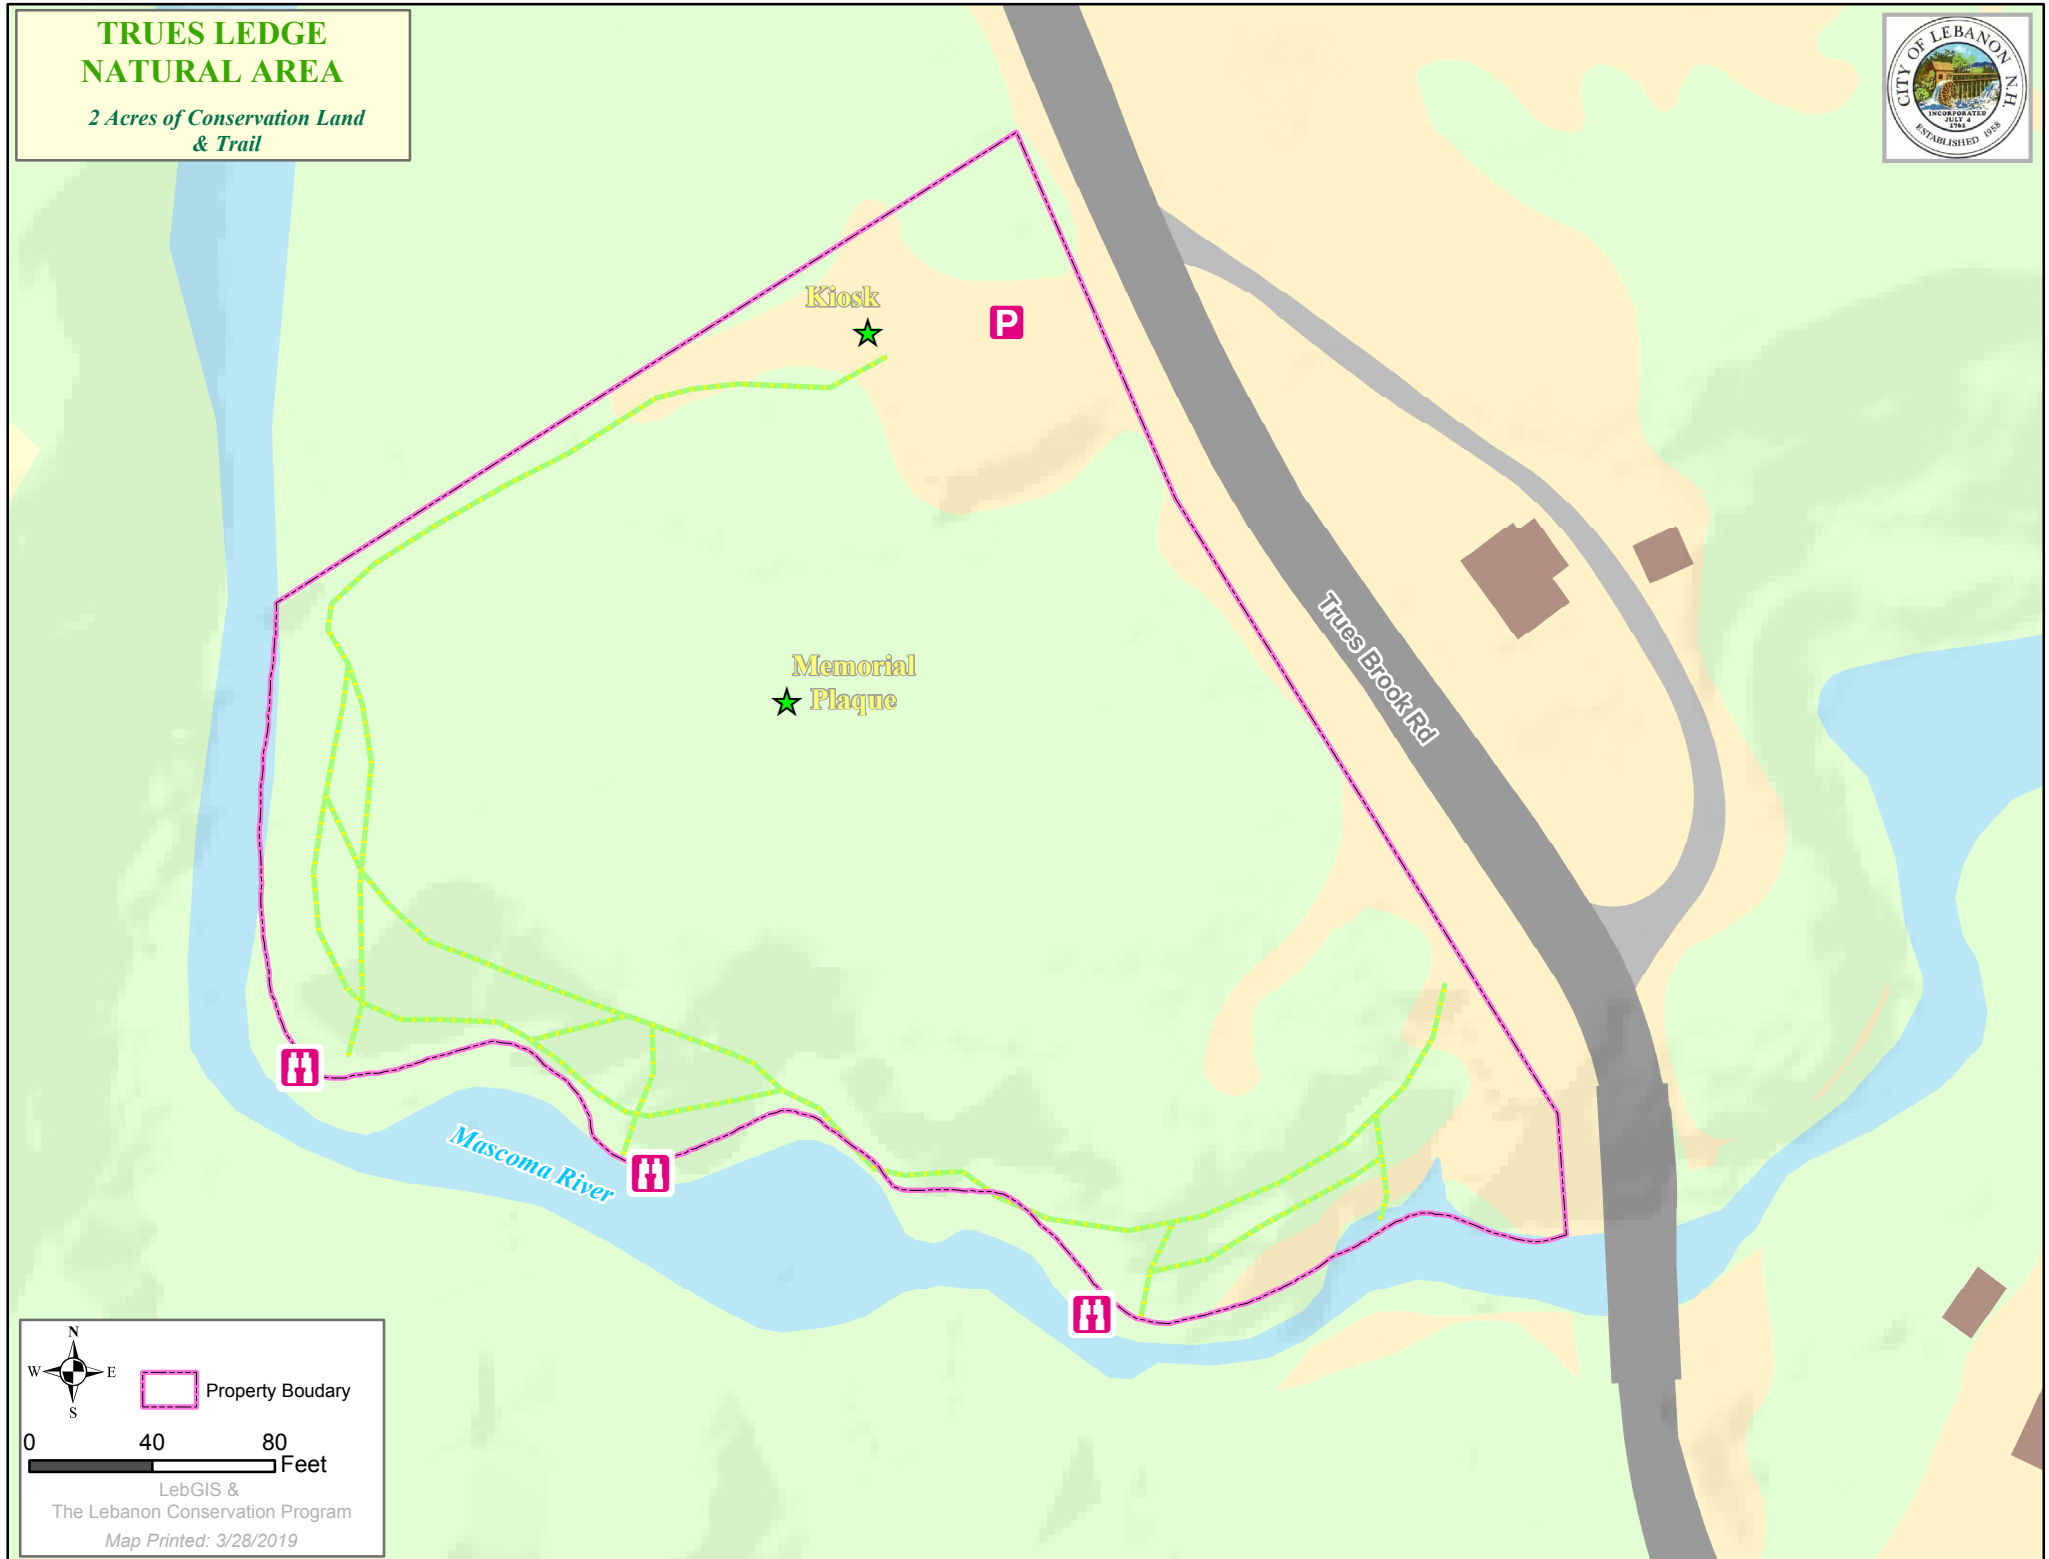 TRUES LEDGE
NATURAL AREA
2 Acres of Conservation Land
& Trail
CITY OF LEBANON N.H.
INCORPORATED
JULY 4
1761
ESTABLISHED 1958
Kiosk
P
Memorial
Plaque
Trues Brook Rd
Mascoma River
N
W E
S
Property Boudary
0 40 80
Feet
LebGIS &
The Lebanon Conservation Program
Map Printed: 3/28/2019